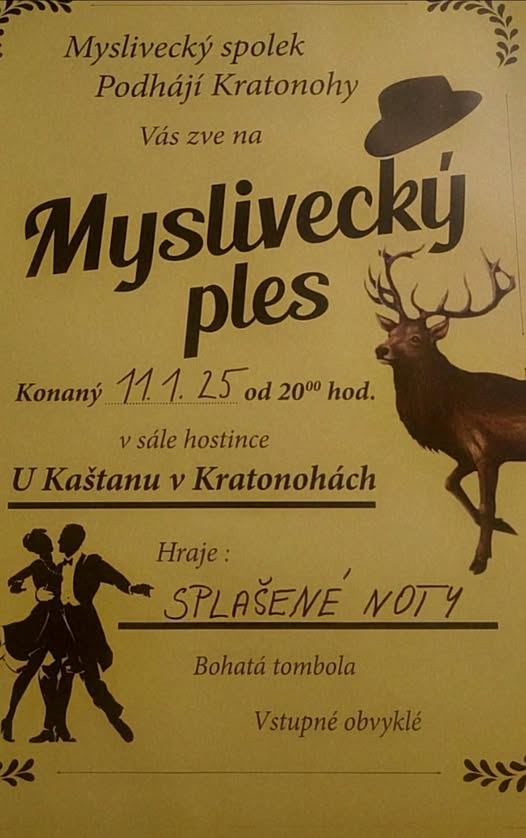 Myslivecký spolek
Podhájí Kratonohy
Vás zve na
Myslivecký
ples
Konaný 11. 1. 25 od 20⁰⁰ hod.
v sále hostince
U Kaštanu v Kratonohách
Hraje :
SPLAŠENÉ NOTY
Bohatá tombola
Vstupné obvyklé